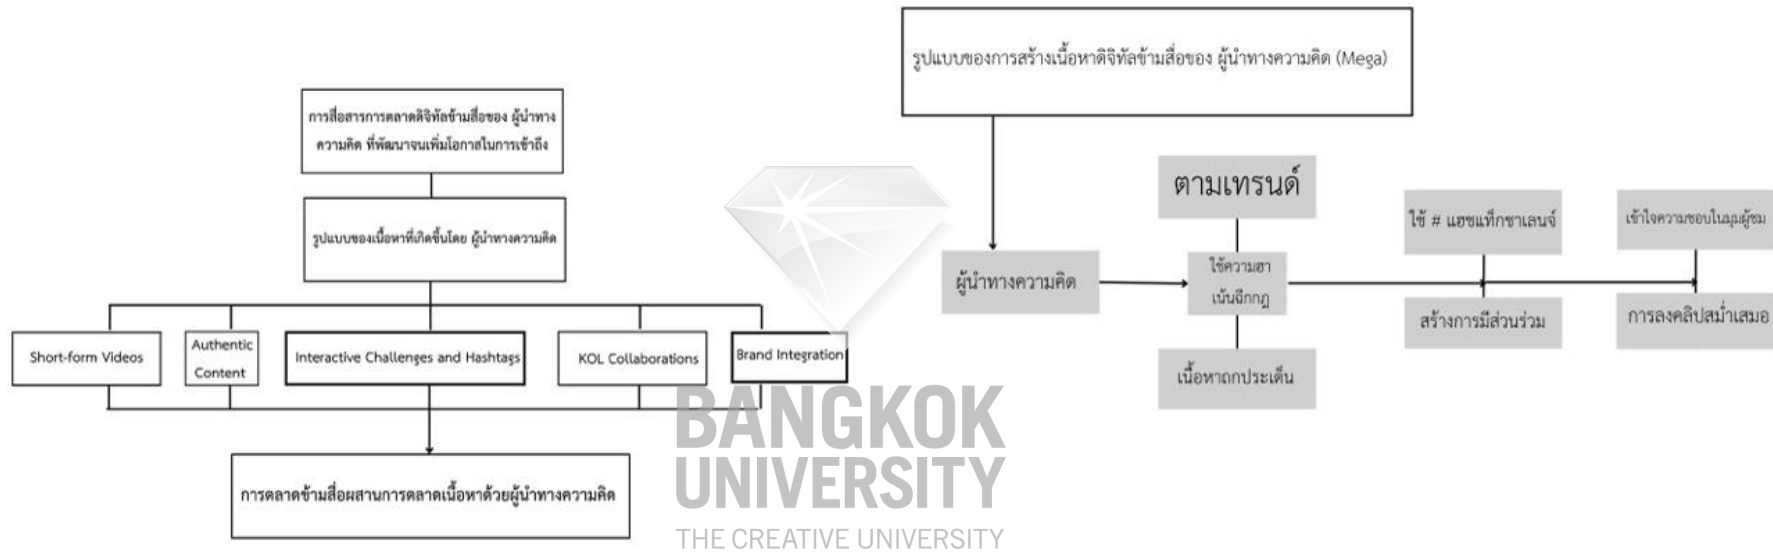 การสื่อสารการตลาดดิจิทัลข้ามสื่อของ ผู้นำทาง
ความคิด ที่พัฒนาจนเพิ่มโอกาสในการเข้าถึง
รูปแบบของเนื้อหาที่เกิดขึ้นโดย ผู้นำทางความคิด
Short-form Videos
Authentic
Content
Interactive Challenges and Hashtags
KOL Collaborations
Brand Integration
การตลาดข้ามสื่อผสานการตลาดเนื้อหาด้วยผู้นำทางความคิด
รูปแบบของการสร้างเนื้อหาดิจิทัลข้ามสื่อของ ผู้นำทางความคิด (Mega)
ผู้นำทางความคิด
ตามเทรนด์
ใช้ความฮา
เน้นฉีกกฎ
เนื้อหาถกประเด็น
ใช้ # แฮชแท็กชาเลนจ์
สร้างการมีส่วนร่วม
เข้าใจความชอบในมุมผู้ชม
การลงคลิปสม่ำเสมอ
BANGKOK
UNIVERSITY
THE CREATIVE UNIVERSITY